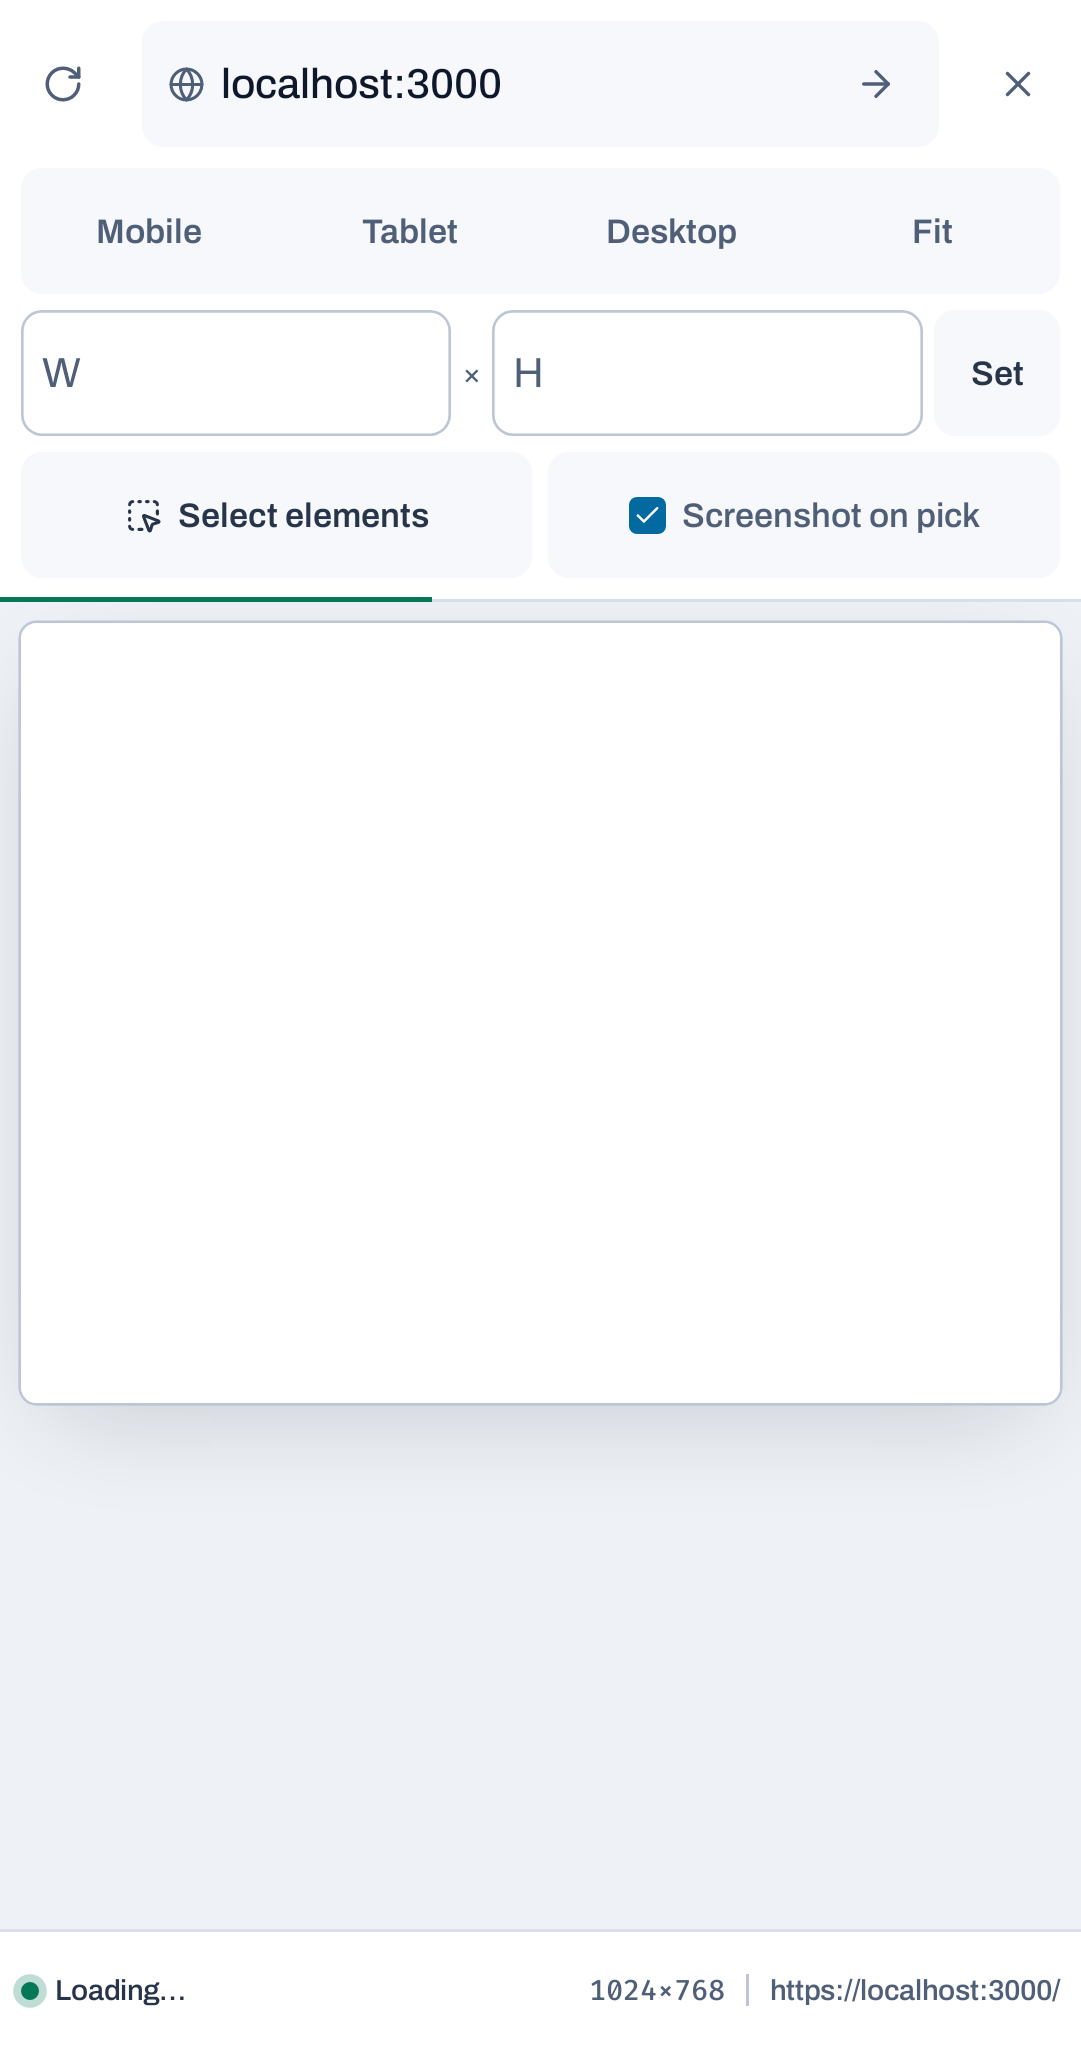 localhost:3000
Mobile Tablet Desktop Fit
W × H Set
Select elements Screenshot on pick
Loading... 1024×768 https://localhost:3000/